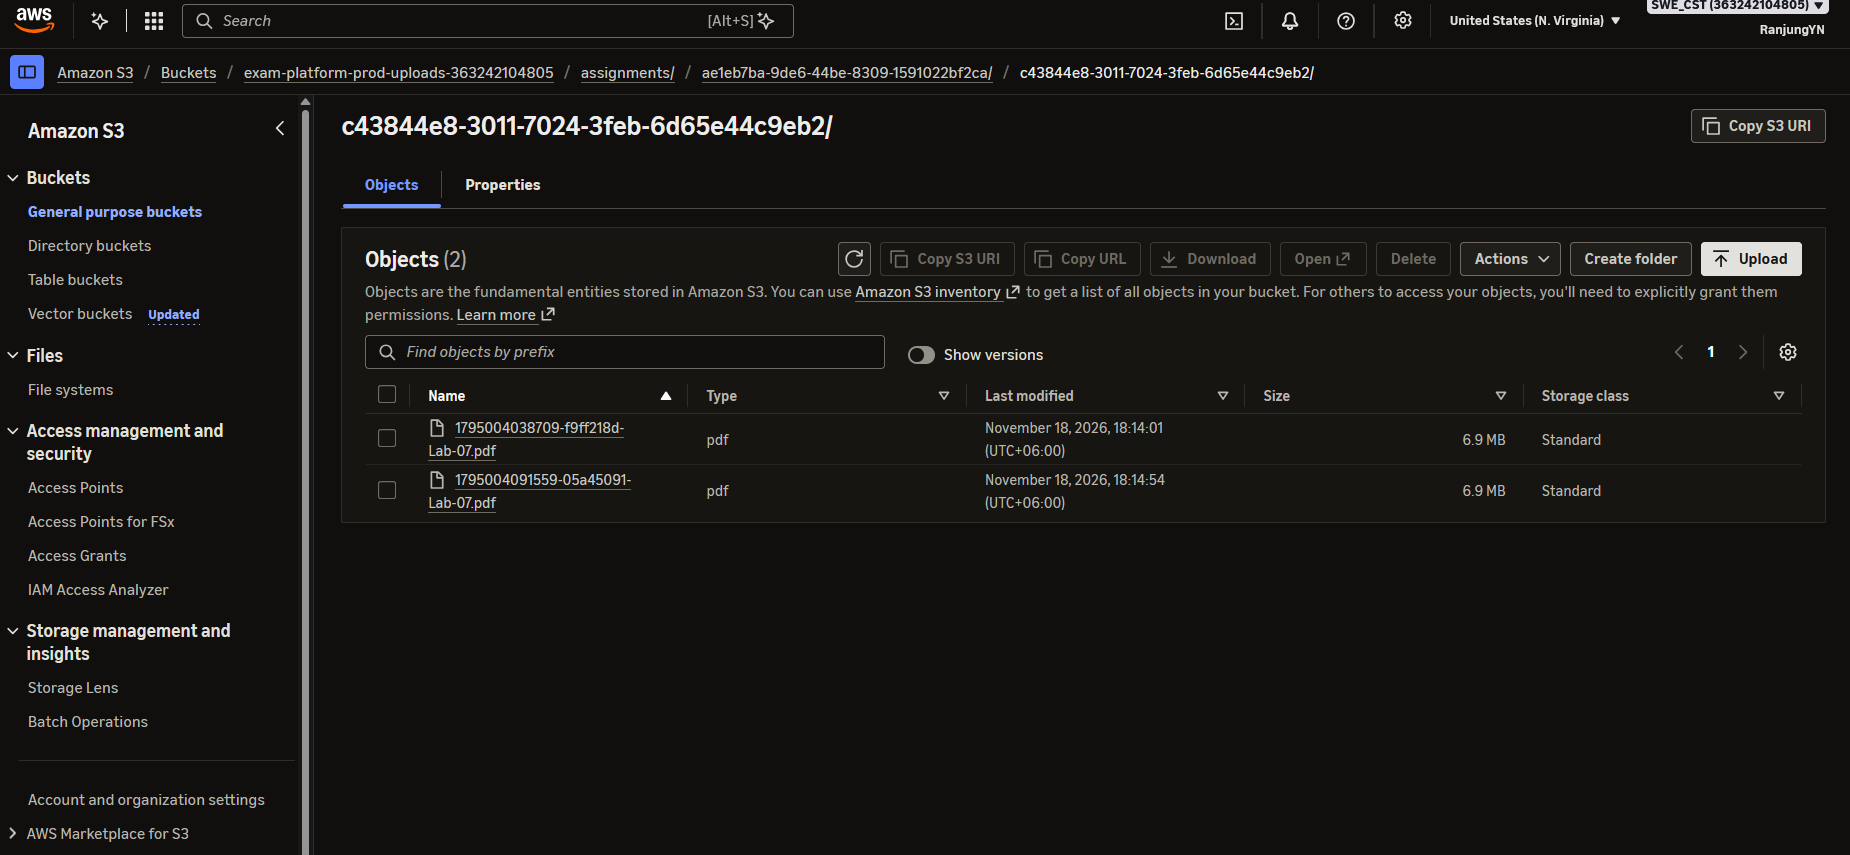 aws
Search
[Alt+S]
United States (N. Virginia)
SWE_CST (363242104805)
RanjungYN
Amazon S3 / Buckets / exam-platform-prod-uploads-363242104805 / assignments/ / ae1eb7ba-9de6-44be-8309-1591022bf2ca/ / c43844e8-3011-7024-3feb-6d65e44c9eb2/
Amazon S3
Buckets
General purpose buckets
Directory buckets
Table buckets
Vector buckets Updated
Files
File systems
Access management and
security
Access Points
Access Points for FSx
Access Grants
IAM Access Analyzer
Storage management and
insights
Storage Lens
Batch Operations
Account and organization settings
AWS Marketplace for S3
c43844e8-3011-7024-3feb-6d65e44c9eb2/
Copy S3 URI
Objects
Properties
Objects (2)
Copy S3 URI
Copy URL
Download
Open
Delete
Actions
Create folder
Upload
Objects are the fundamental entities stored in Amazon S3. You can use Amazon S3 inventory to get a list of all objects in your bucket. For others to access your objects, you'll need to explicitly grant them
permissions. Learn more
Find objects by prefix
Show versions
1
Name
Type
Last modified
Size
Storage class
1795004038709-f9ff218d-
Lab-07.pdf
pdf
November 18, 2026, 18:14:01
(UTC+06:00)
6.9 MB
Standard
1795004091559-05a45091-
Lab-07.pdf
pdf
November 18, 2026, 18:14:54
(UTC+06:00)
6.9 MB
Standard